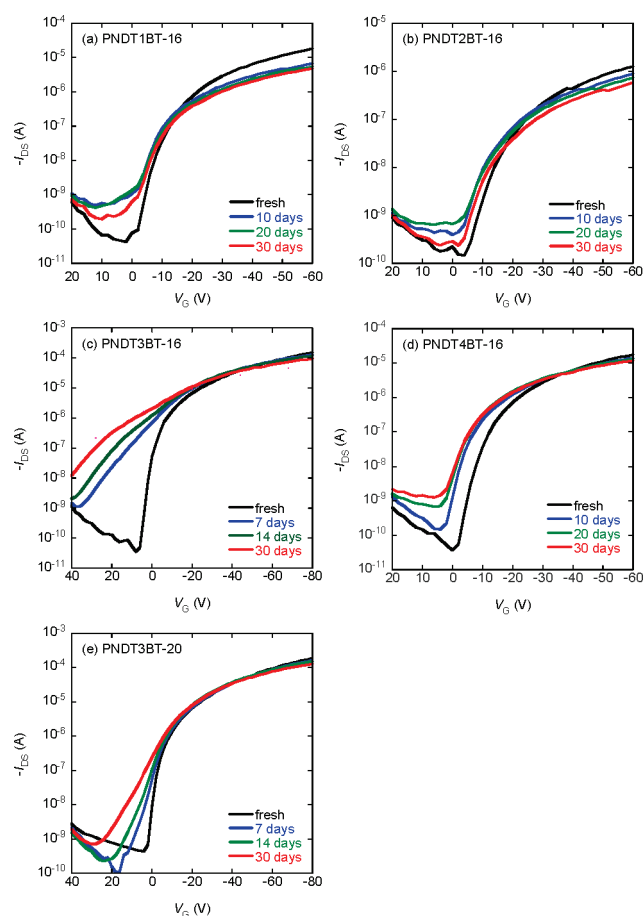 (a) PNDT1BT-16
10⁻⁴
10⁻⁵
10⁻⁶
10⁻⁷
10⁻⁸
10⁻⁹
10⁻¹⁰
10⁻¹¹
-I_DS (A)
fresh
10 days
20 days
30 days
20 10 0 -10 -20 -30 -40 -50 -60
V_G (V)
(b) PNDT2BT-16
10⁻⁵
10⁻⁶
10⁻⁷
10⁻⁸
10⁻⁹
10⁻¹⁰
-I_DS (A)
fresh
10 days
20 days
30 days
20 10 0 -10 -20 -30 -40 -50 -60
V_G (V)
(c) PNDT3BT-16
10⁻³
10⁻⁴
10⁻⁵
10⁻⁶
10⁻⁷
10⁻⁸
10⁻⁹
10⁻¹⁰
10⁻¹¹
-I_DS (A)
fresh
7 days
14 days
30 days
40 20 0 -20 -40 -60 -80
V_G (V)
(d) PNDT4BT-16
10⁻⁴
10⁻⁵
10⁻⁶
10⁻⁷
10⁻⁸
10⁻⁹
10⁻¹⁰
10⁻¹¹
-I_DS (A)
fresh
10 days
20 days
30 days
20 10 0 -10 -20 -30 -40 -50 -60
V_G (V)
(e) PNDT3BT-20
10⁻³
10⁻⁴
10⁻⁵
10⁻⁶
10⁻⁷
10⁻⁸
10⁻⁹
10⁻¹⁰
-I_DS (A)
fresh
7 days
14 days
30 days
40 20 0 -20 -40 -60 -80
V_G (V)